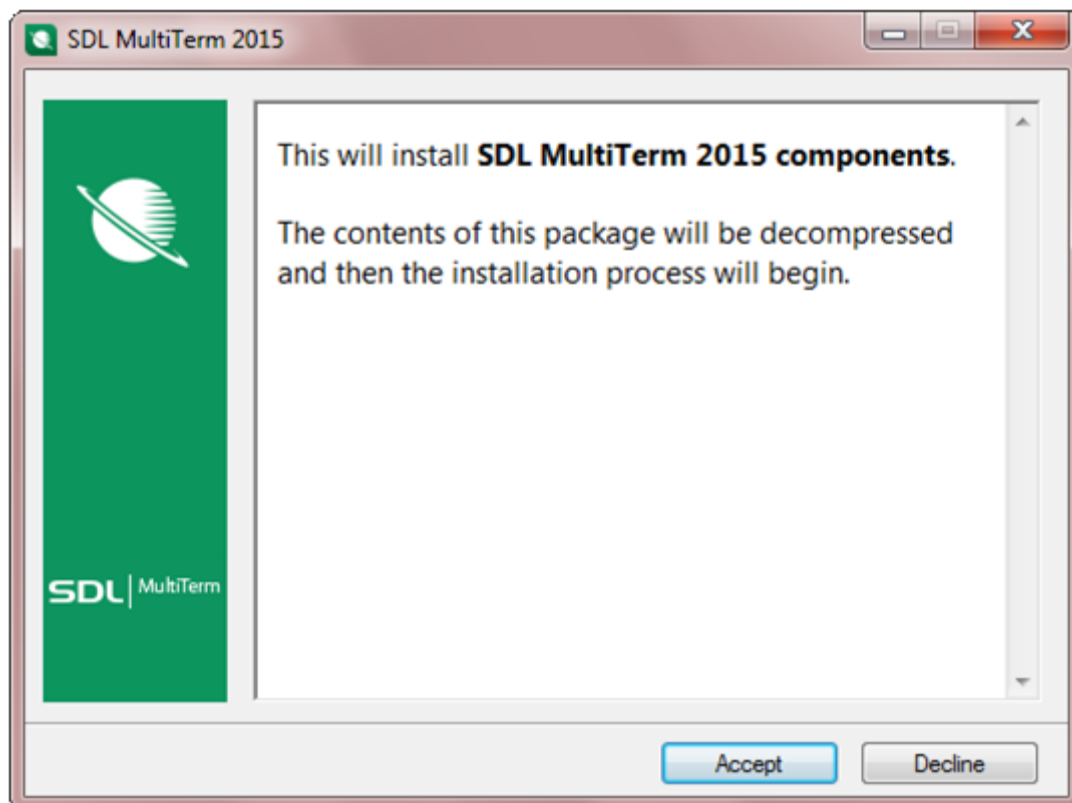 SDL MultiTerm 2015
This will install SDL MultiTerm 2015 components.
The contents of this package will be decompressed
and then the installation process will begin.
SDL | MultiTerm
Accept
Decline